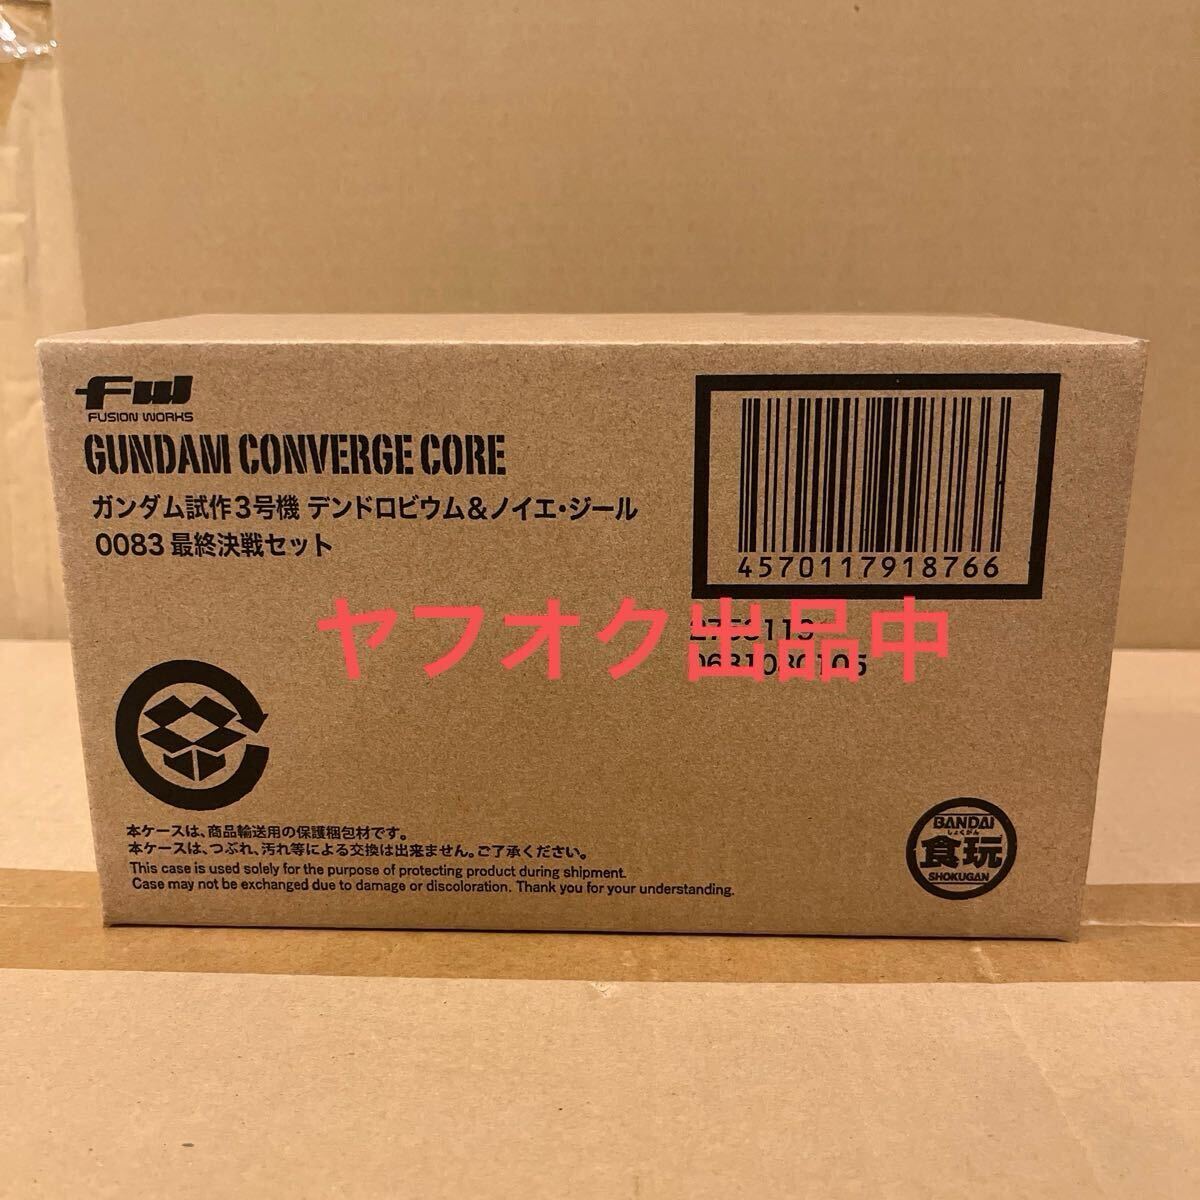 FW
FUSION WORKS
GUNDAM CONVERGE CORE
ガンダム試作3号機 デンドロビウム&ノイエ・ジール
0083 最終決戦セット
4570117918766
ヤフオク出品中
本ケースは、商品輸送用の保護梱包材です。
本ケースは、つぶれ、汚れ等による交換は出来ません。ご了承ください。
This case is used solely for the purpose of protecting product during shipment.
Case may not be exchanged due to damage or discoloration. Thank you for your understanding.
BANDAI
しょくがん
食玩
SHOKUGAN